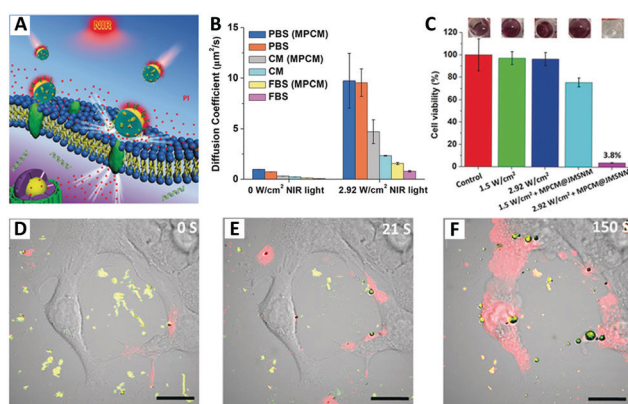 A
NIR
PI
B
Diffusion Coefficient (μm²/s)
15
10
5
0
PBS (MPCM)
PBS
CM (MPCM)
CM
FBS (MPCM)
FBS
0 W/cm² NIR light
2.92 W/cm² NIR light
C
Cell viability (%)
100
80
60
40
20
0
3.8%
Control
1.5 W/cm²
2.92 W/cm²
1.5 W/cm² + MPCM@JMSNM
2.92 W/cm² + MPCM@JMSNM
D
0 S
E
21 S
F
150 S